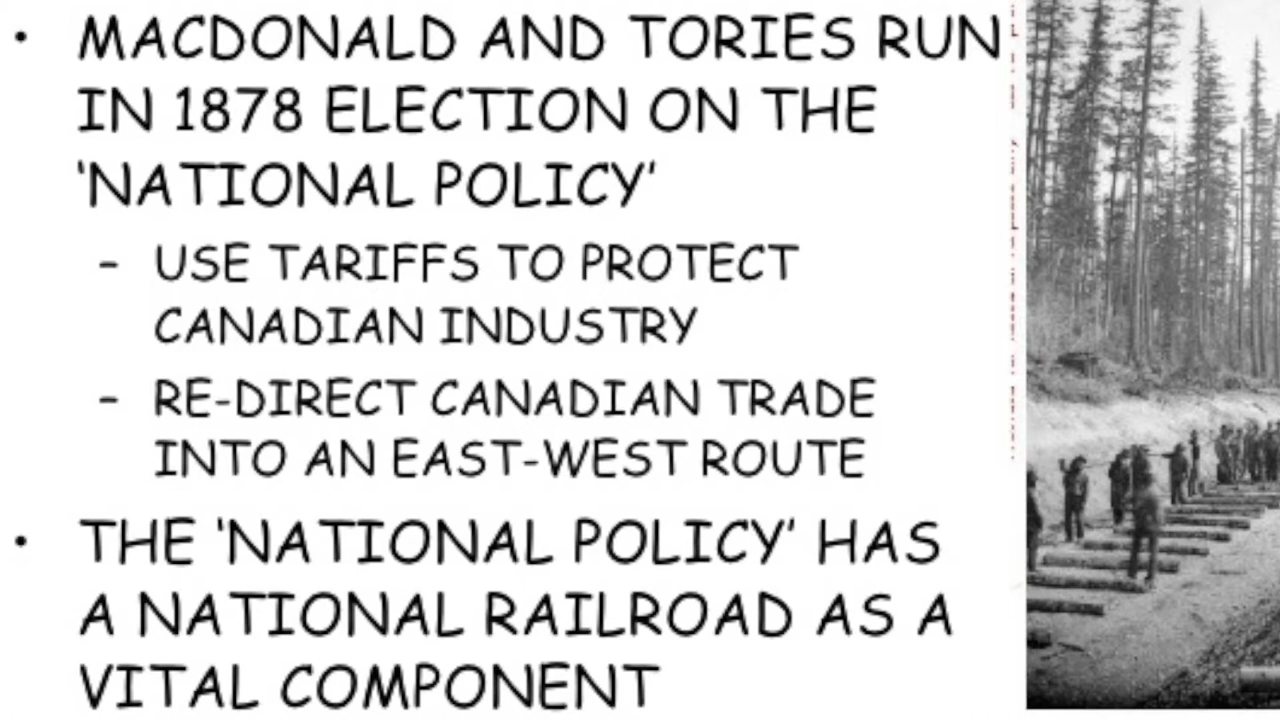 • MACDONALD AND TORIES RUN
IN 1878 ELECTION ON THE
'NATIONAL POLICY'
– USE TARIFFS TO PROTECT
CANADIAN INDUSTRY
– RE-DIRECT CANADIAN TRADE
INTO AN EAST-WEST ROUTE
• THE 'NATIONAL POLICY' HAS
A NATIONAL RAILROAD AS A
VITAL COMPONENT